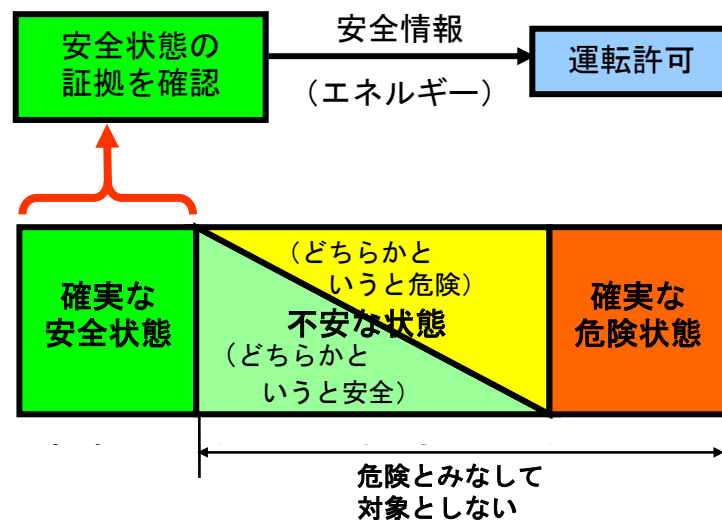 安全状態の
証拠を確認
安全情報
（エネルギー）
運転許可
確実な
安全状態
（どちらかと
いうと危険）
不安な状態
（どちらかと
いうと安全）
確実な
危険状態
危険とみなして
対象としない